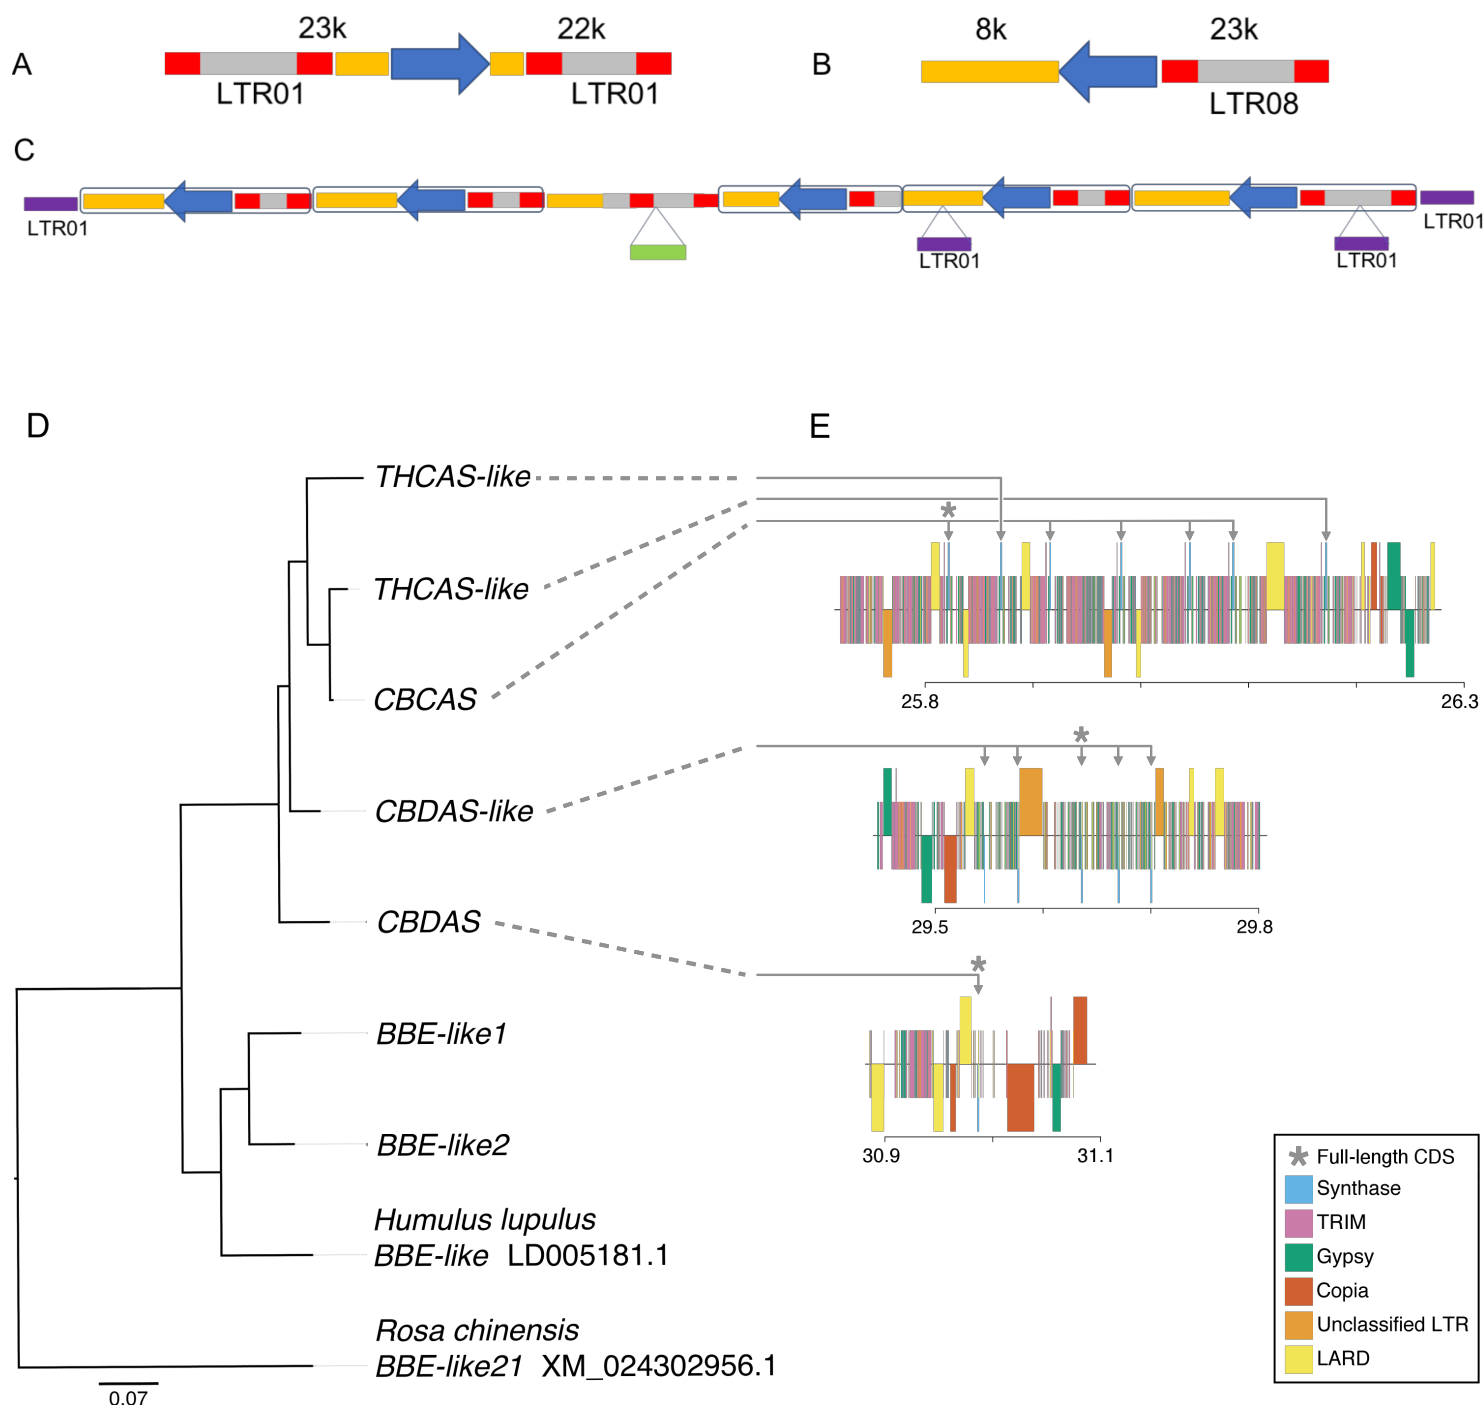 A
23k
22k
LTR01
LTR01
B
8k
23k
LTR08
C
LTR01
LTR01
LTR01
LTR01
D
E
THCAS-like
THCAS-like
CBCAS
CBDAS-like
CBDAS
BBE-like1
BBE-like2
Humulus lupulus
BBE-like LD005181.1
Rosa chinensis
BBE-like21 XM_024302956.1
0.07
*
25.8
26.3
*
29.5
29.8
*
30.9
31.1
* Full-length CDS
Synthase
TRIM
Gypsy
Copia
Unclassified LTR
LARD